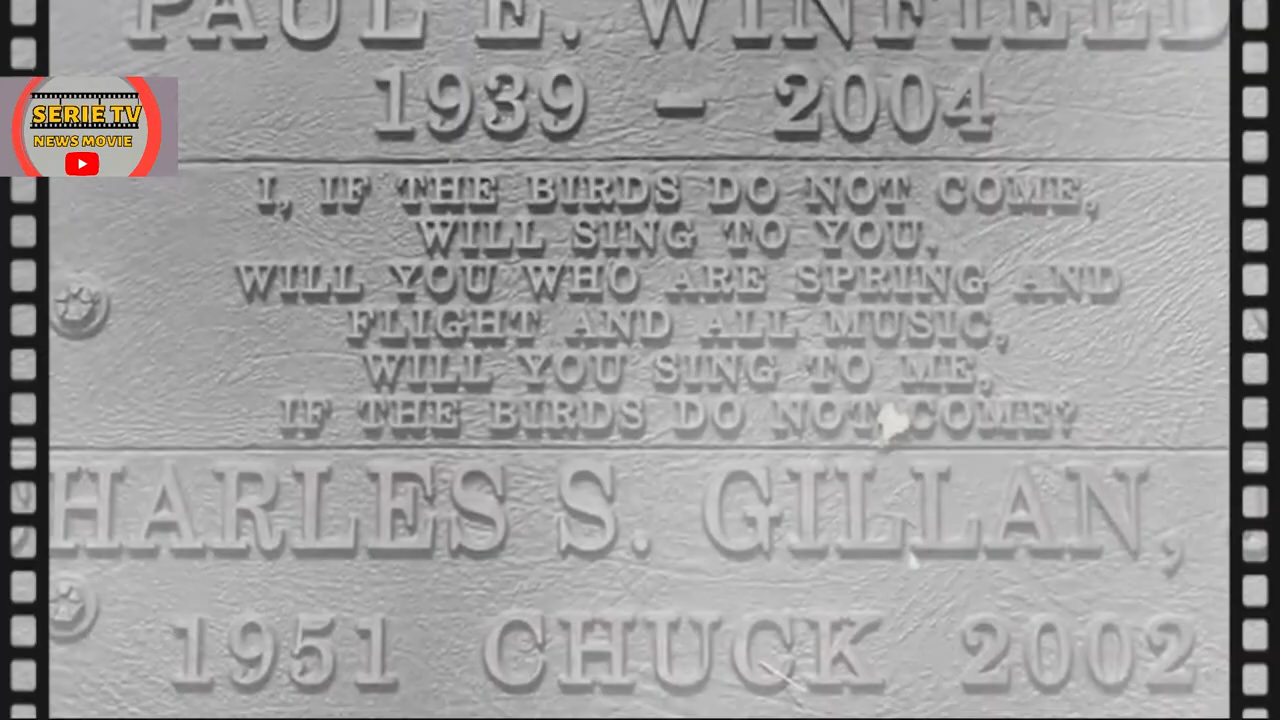 PAUL E. WINFIELD
1939 - 2004
SERIE TV
NEWS MOVIE
I, IF THE BIRDS DO NOT COME,
WILL SING TO YOU,
WILL YOU WHO ARE SPRING AND
FLIGHT AND ALL MUSIC,
WILL YOU SING TO ME,
IF THE BIRDS DO NOT COME?
HARLES S. GILLAN,
1951 CHUCK 2002